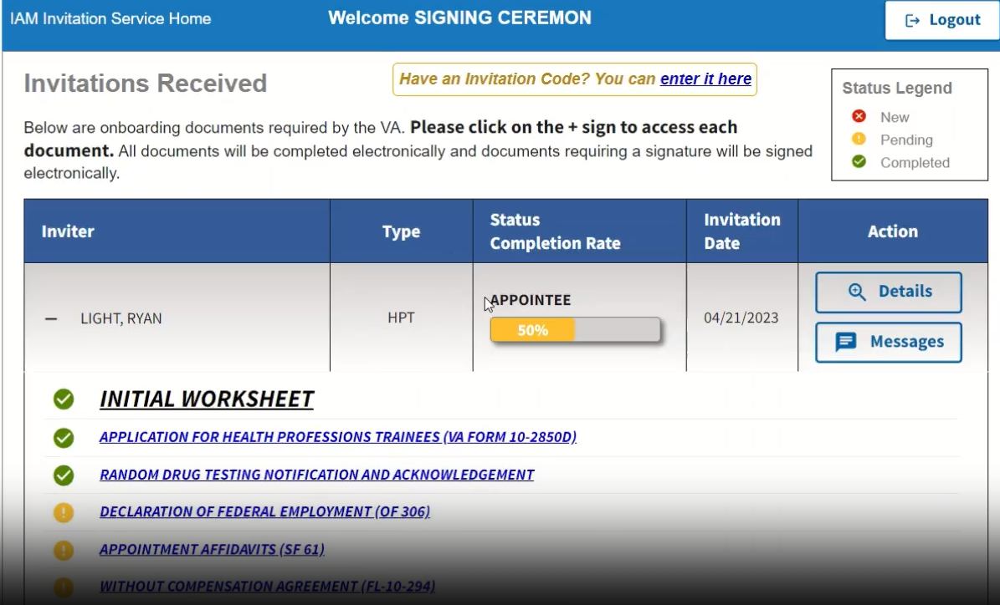 IAM Invitation Service Home
Welcome SIGNING CEREMON
Logout
Invitations Received
Have an Invitation Code? You can enter it here
Status Legend
New
Pending
Completed
Below are onboarding documents required by the VA. Please click on the + sign to access each
document. All documents will be completed electronically and documents requiring a signature will be signed
electronically.
Inviter
Type
Status
Completion Rate
Invitation
Date
Action
LIGHT, RYAN
HPT
APPOINTEE
50%
04/21/2023
Details
Messages
INITIAL WORKSHEET
APPLICATION FOR HEALTH PROFESSIONS TRAINEES (VA FORM 10-2850D)
RANDOM DRUG TESTING NOTIFICATION AND ACKNOWLEDGEMENT
DECLARATION OF FEDERAL EMPLOYMENT (OF 306)
APPOINTMENT AFFIDAVITS (SF 61)
WITHOUT COMPENSATION AGREEMENT (FL-10-294)